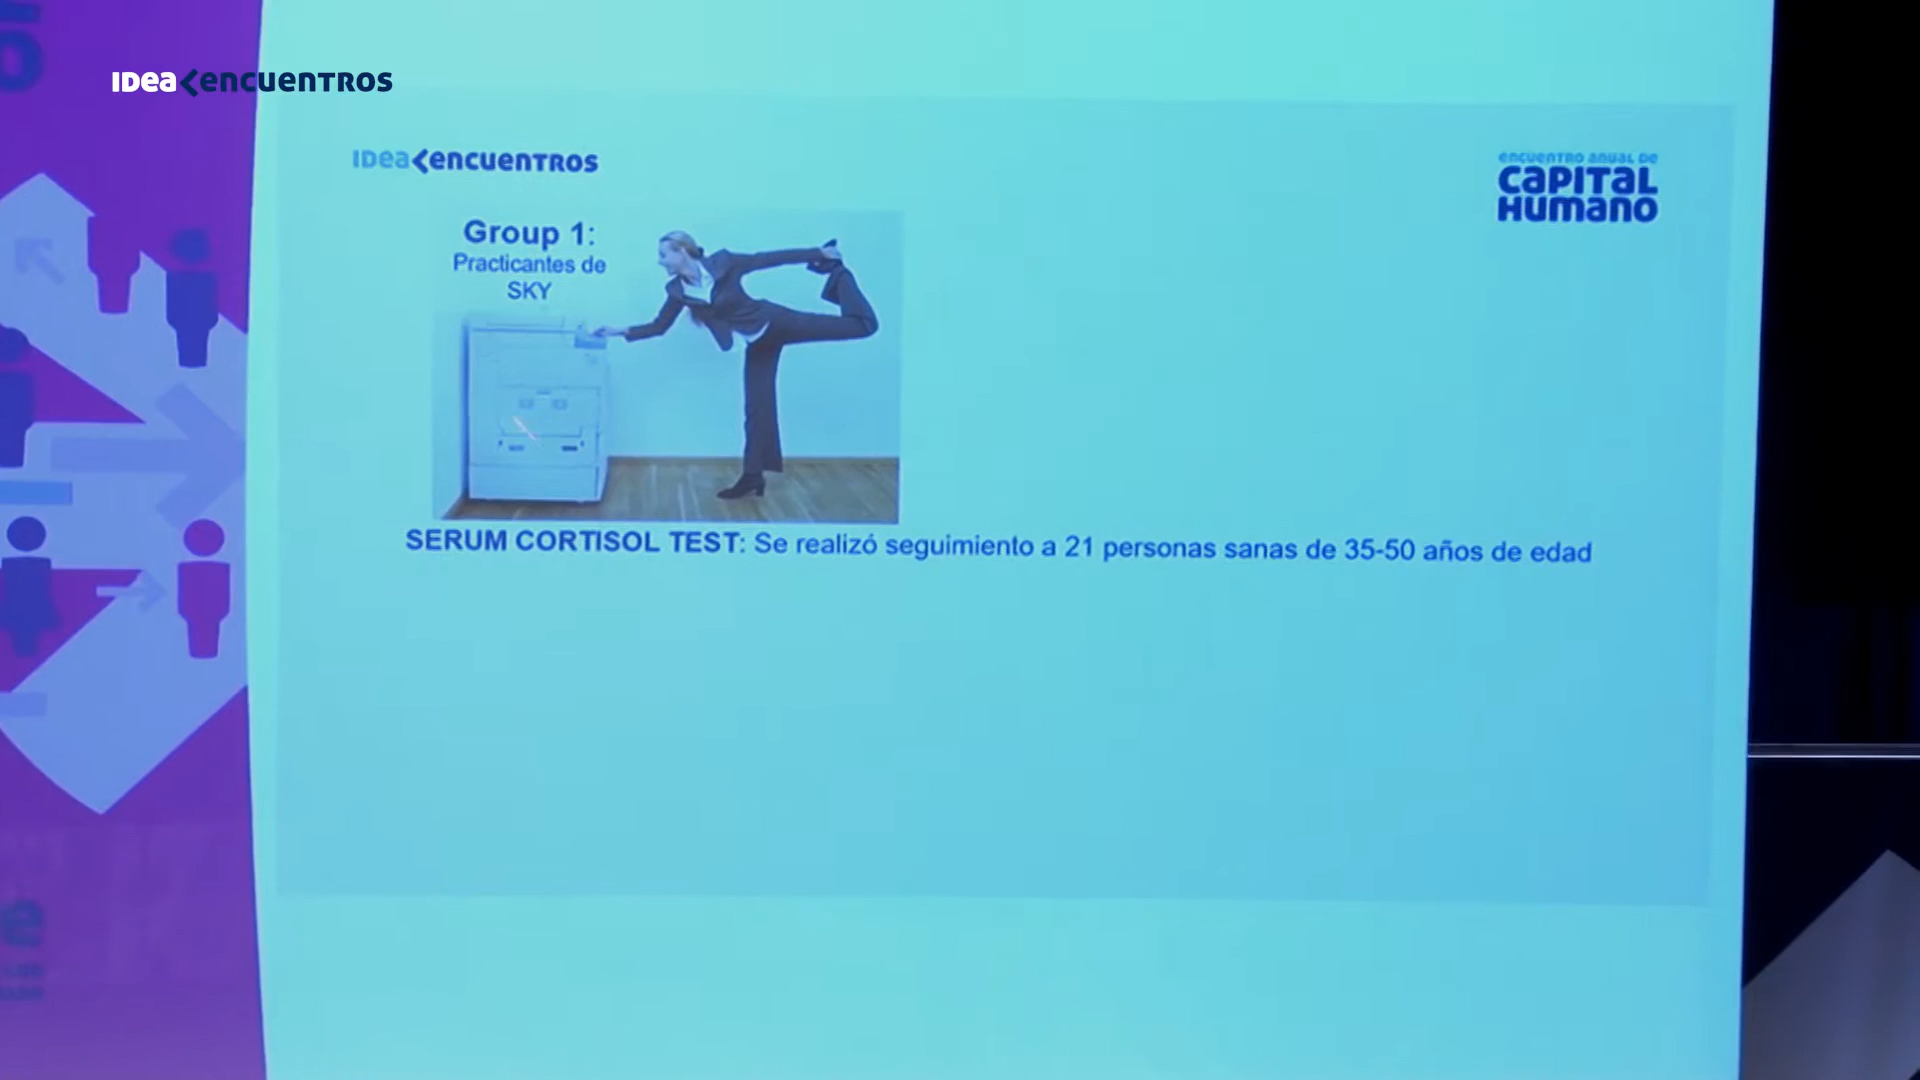 IDea<encuenTROS
IDea<encuenTROS
encuentro anual de
CaPITaL
Humano
Group 1:
Practicantes de
SKY
SERUM CORTISOL TEST: Se realizó seguimiento a 21 personas sanas de 35-50 años de edad
e